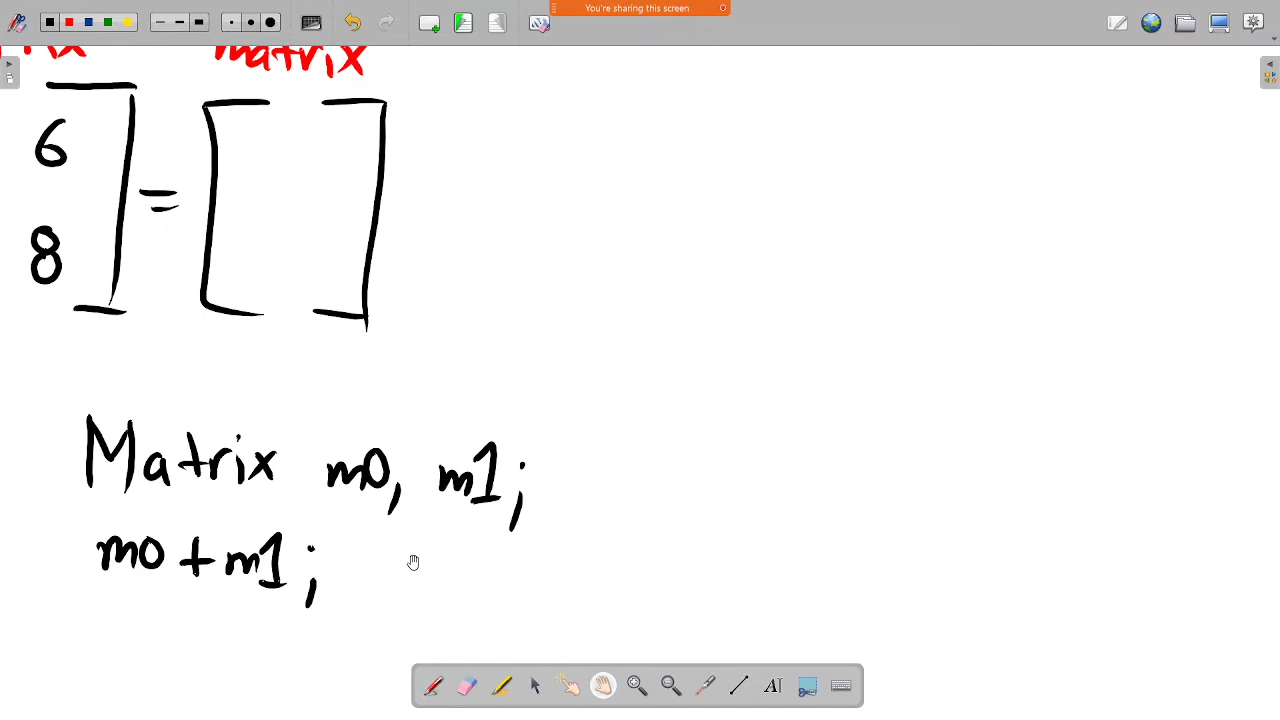 You're sharing this screen
matrix
6
=
8
Matrix m0, m1;
m0 + m1;